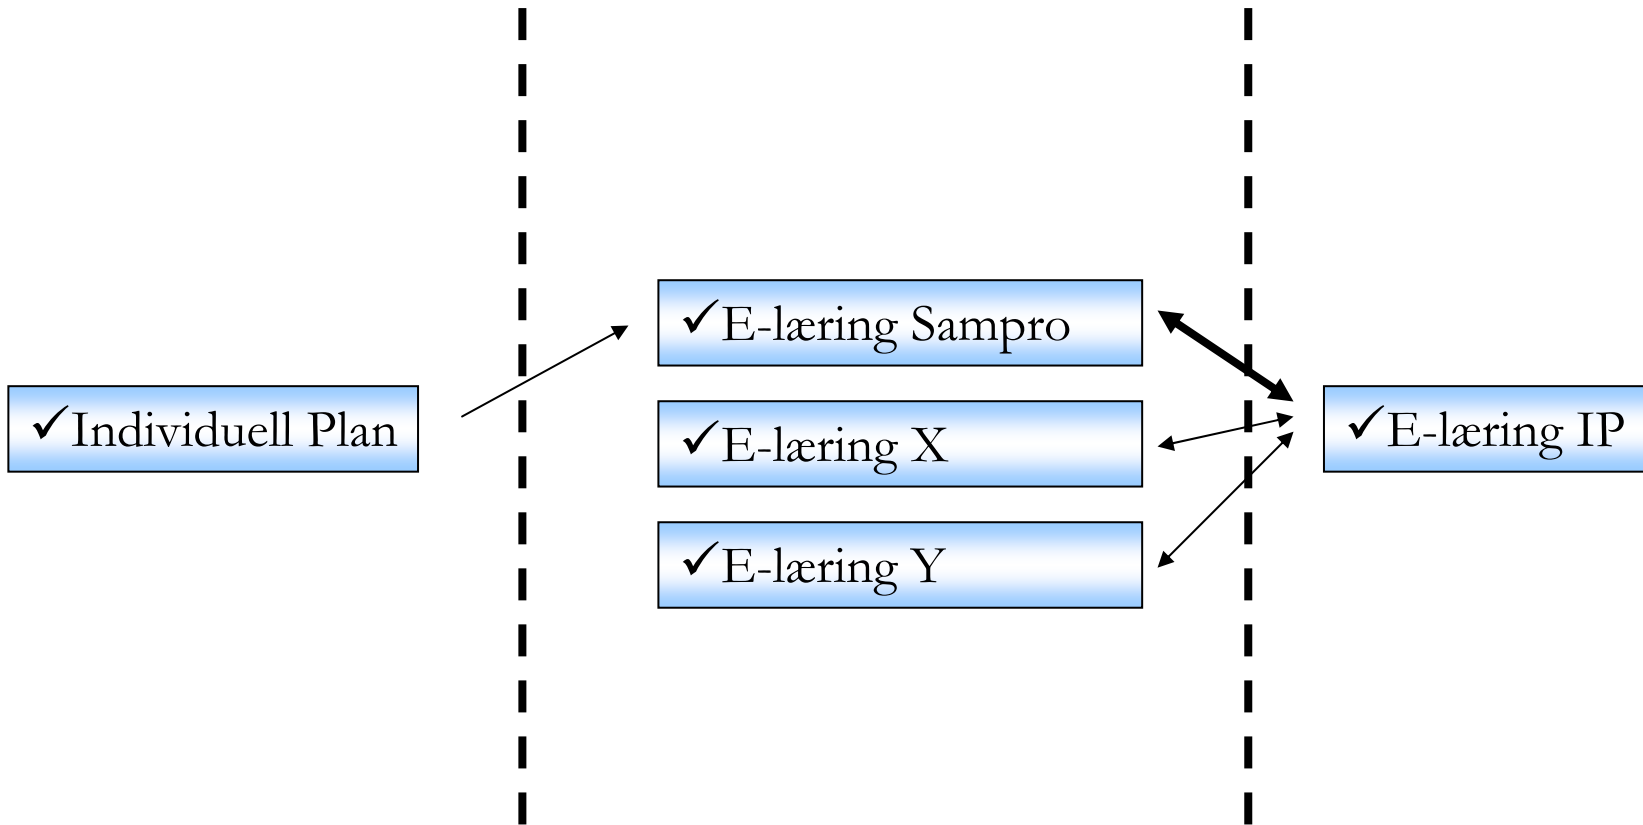 ✓Individuell Plan
✓E-læring Sampro
✓E-læring X
✓E-læring Y
✓E-læring IP